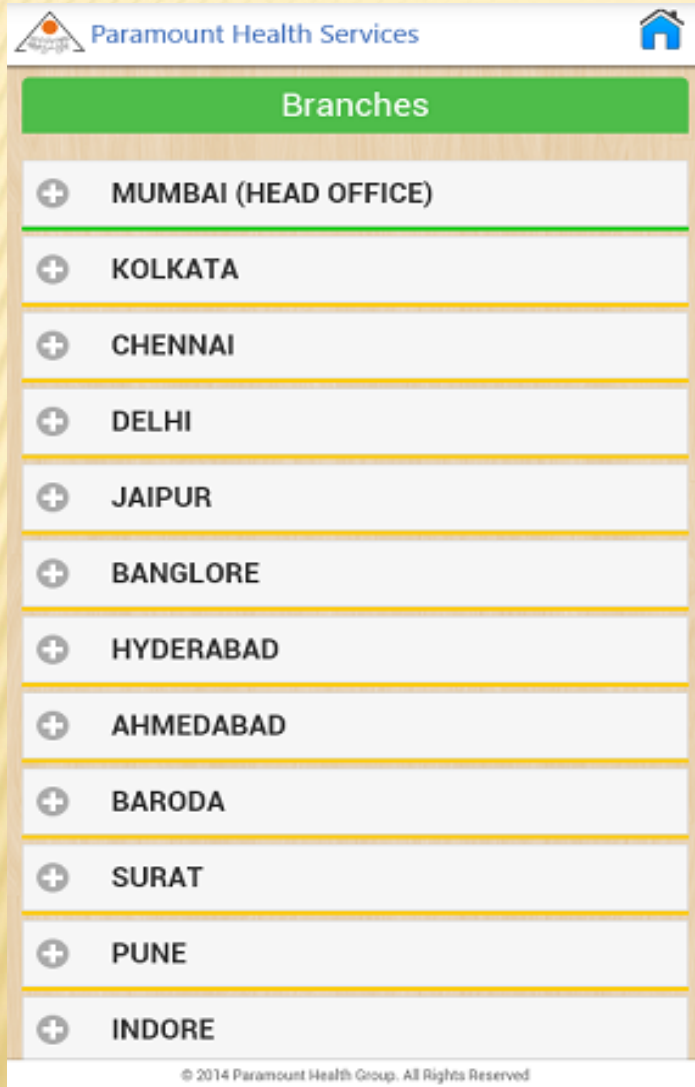 Paramount Health Services
Branches
MUMBAI (HEAD OFFICE)
KOLKATA
CHENNAI
DELHI
JAIPUR
BANGLORE
HYDERABAD
AHMEDABAD
BARODA
SURAT
PUNE
INDORE
© 2014 Paramount Health Group. All Rights Reserved